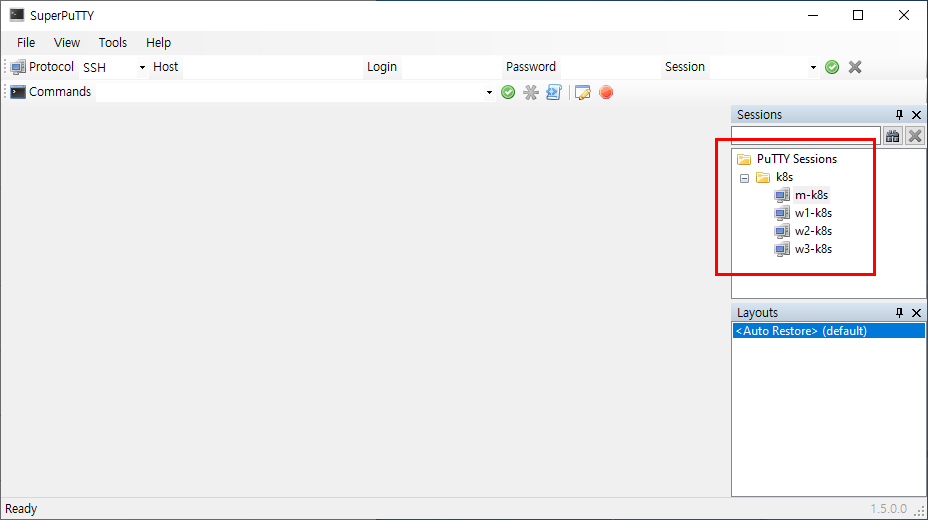 SuperPuTTY
File View Tools Help
Protocol SSH Host Login Password Session
Commands
Sessions
PuTTY Sessions
k8s
m-k8s
w1-k8s
w2-k8s
w3-k8s
Layouts
<Auto Restore> (default)
Ready 1.5.0.0